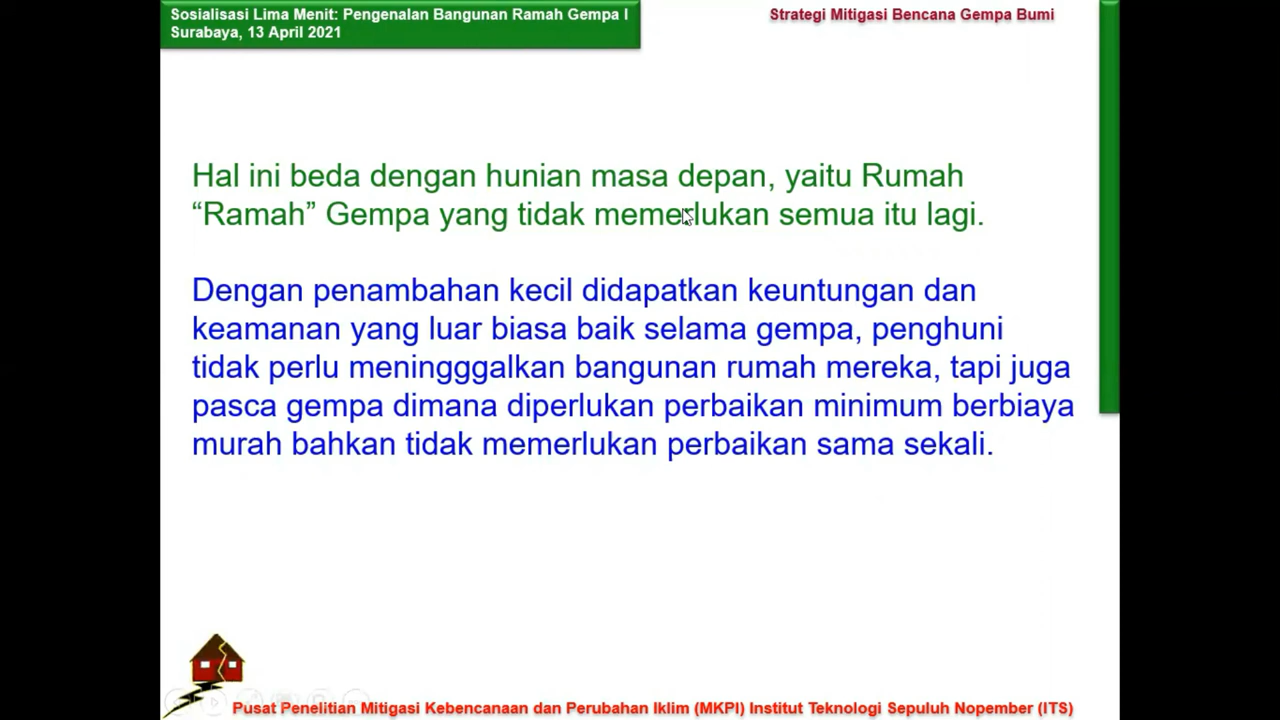 Sosialisasi Lima Menit: Pengenalan Bangunan Ramah Gempa I
Surabaya, 13 April 2021
Strategi Mitigasi Bencana Gempa Bumi
Hal ini beda dengan hunian masa depan, yaitu Rumah
“Ramah” Gempa yang tidak memerlukan semua itu lagi.
Dengan penambahan kecil didapatkan keuntungan dan
keamanan yang luar biasa baik selama gempa, penghuni
tidak perlu meningggalkan bangunan rumah mereka, tapi juga
pasca gempa dimana diperlukan perbaikan minimum berbiaya
murah bahkan tidak memerlukan perbaikan sama sekali.
Pusat Penelitian Mitigasi Kebencanaan dan Perubahan Iklim (MKPI) Institut Teknologi Sepuluh Nopember (ITS)